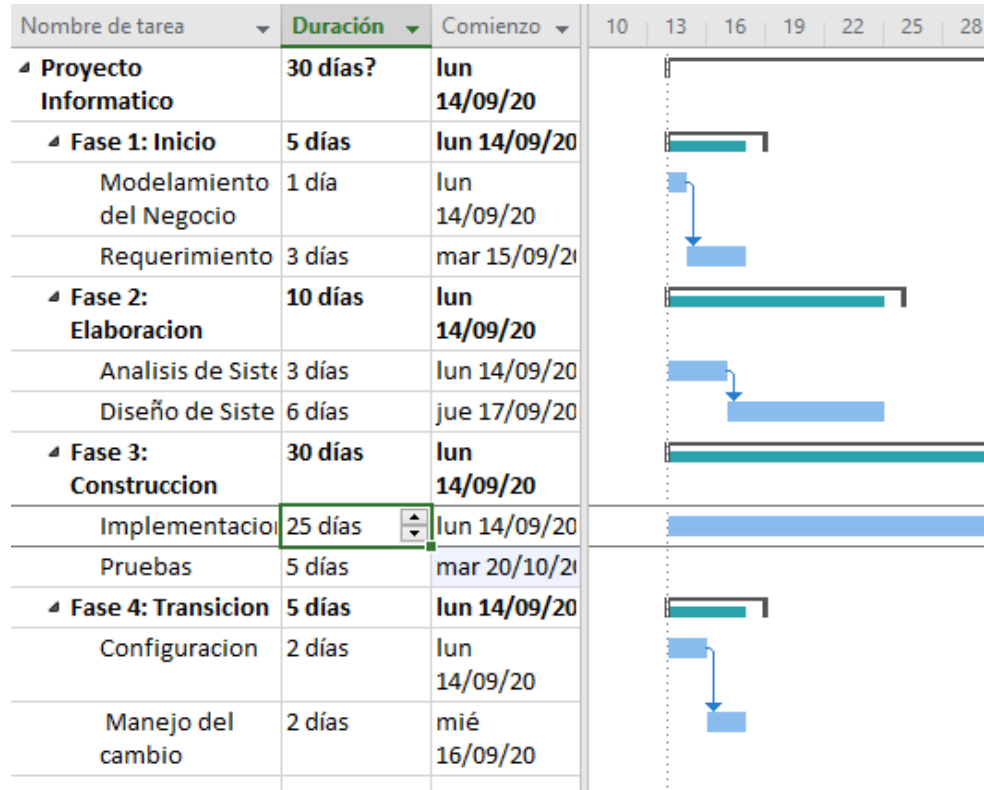 Nombre de tarea Duración Comienzo 10 13 16 19 22 25 28
Proyecto 30 días? lun
Informatico 14/09/20
Fase 1: Inicio 5 días lun 14/09/20
Modelamiento 1 día lun
del Negocio 14/09/20
Requerimiento 3 días mar 15/09/20
Fase 2: 10 días lun
Elaboracion 14/09/20
Analisis de Siste 3 días lun 14/09/20
Diseño de Siste 6 días jue 17/09/20
Fase 3: 30 días lun
Construccion 14/09/20
Implementacion 25 días lun 14/09/20
Pruebas 5 días mar 20/10/20
Fase 4: Transicion 5 días lun 14/09/20
Configuracion 2 días lun
14/09/20
Manejo del 2 días mié
cambio 16/09/20